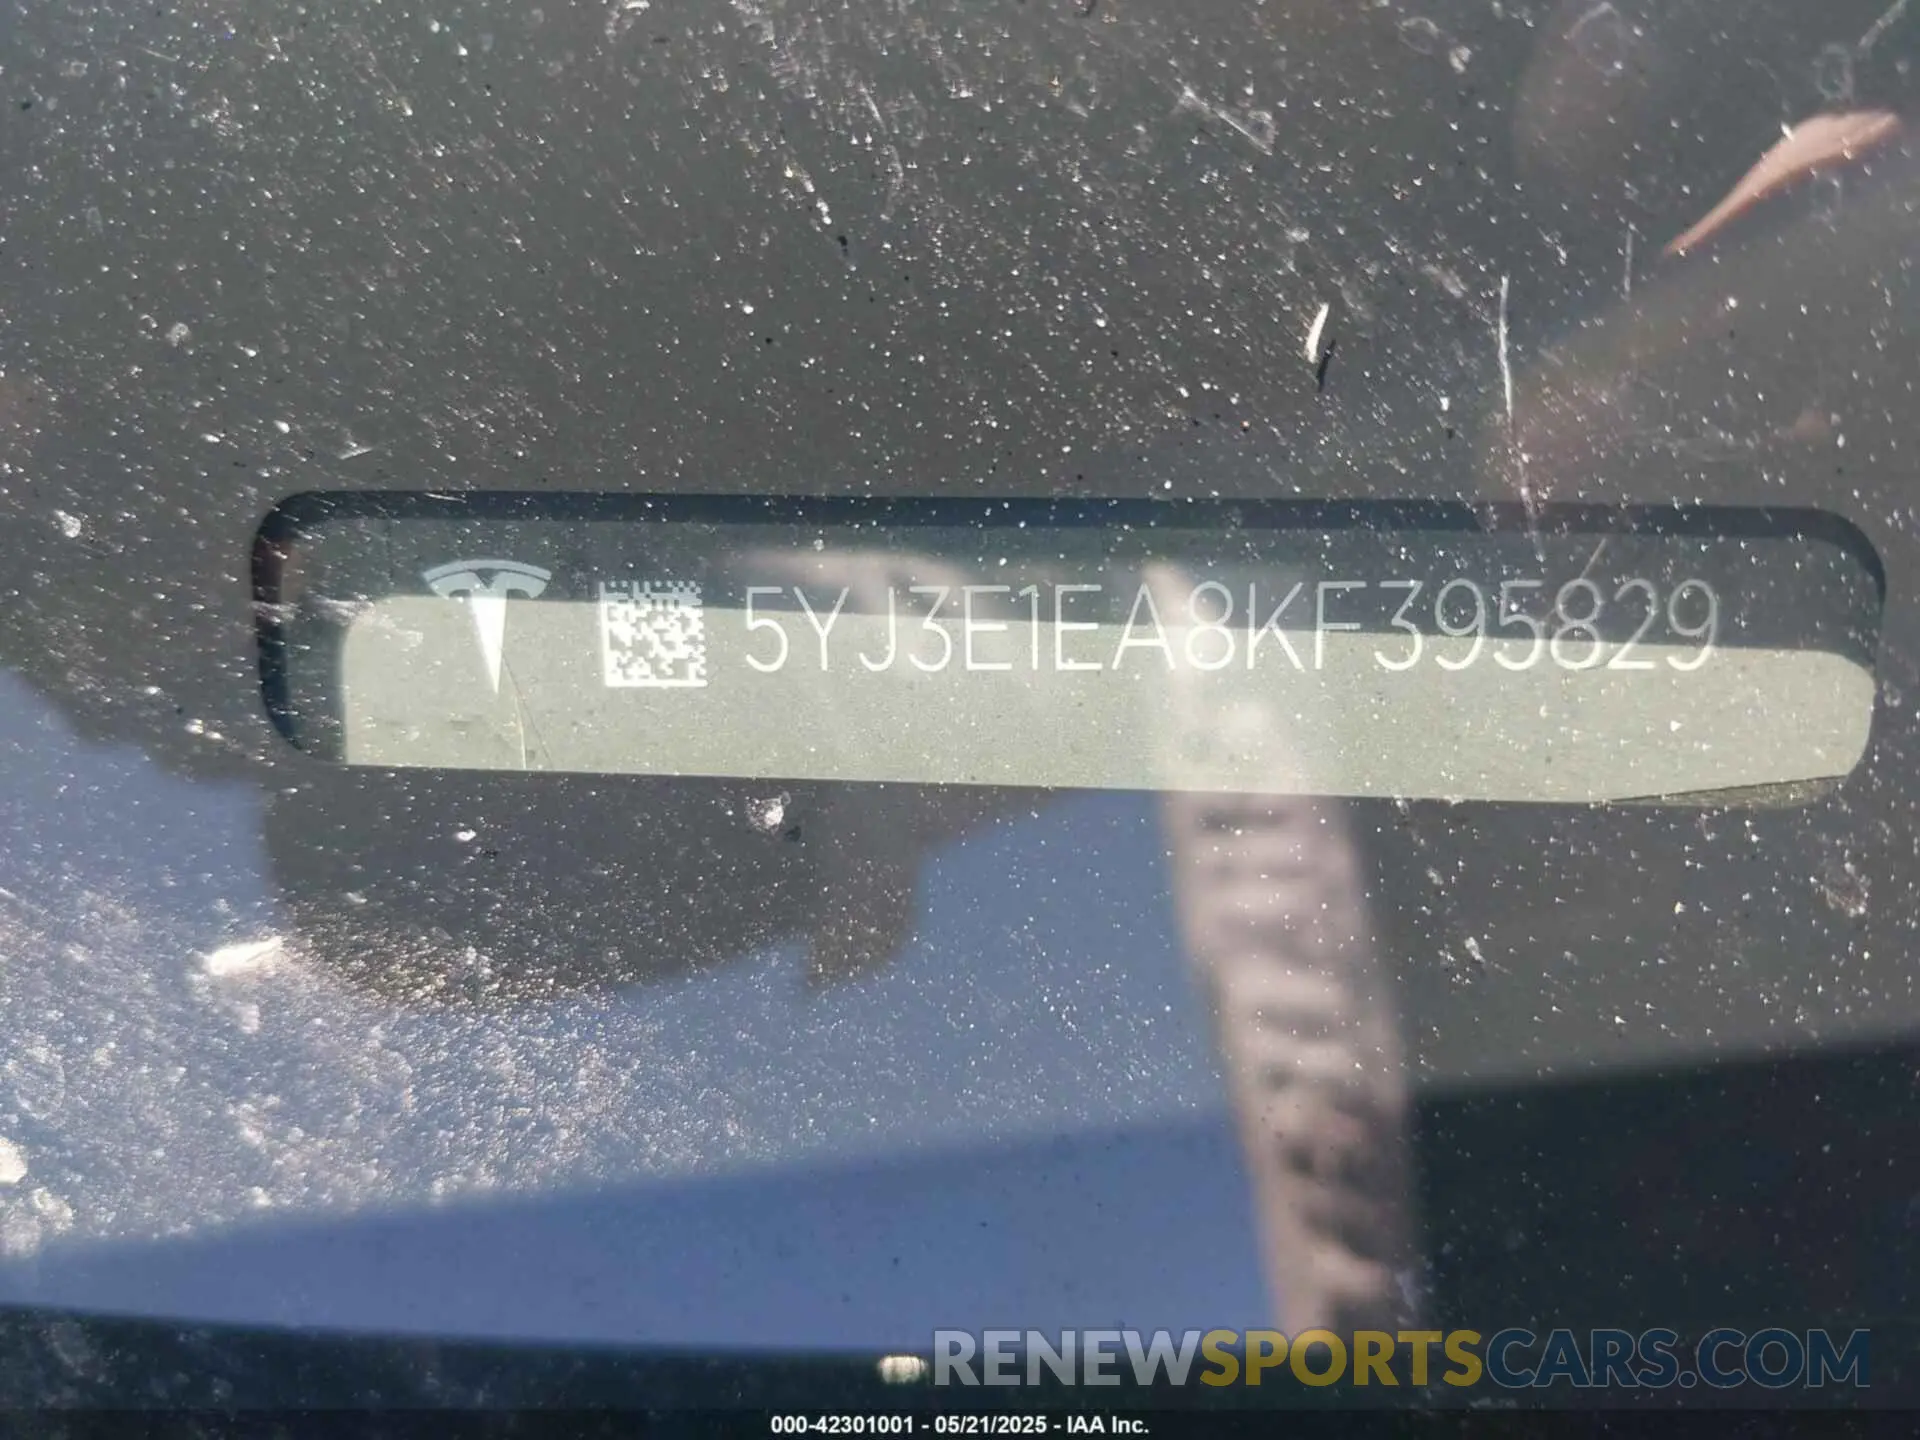 5YJ3E1EA8KF395829
RENEWSPORTSCARS.COM
000-42301001 - 05/21/2025 - IAA Inc.